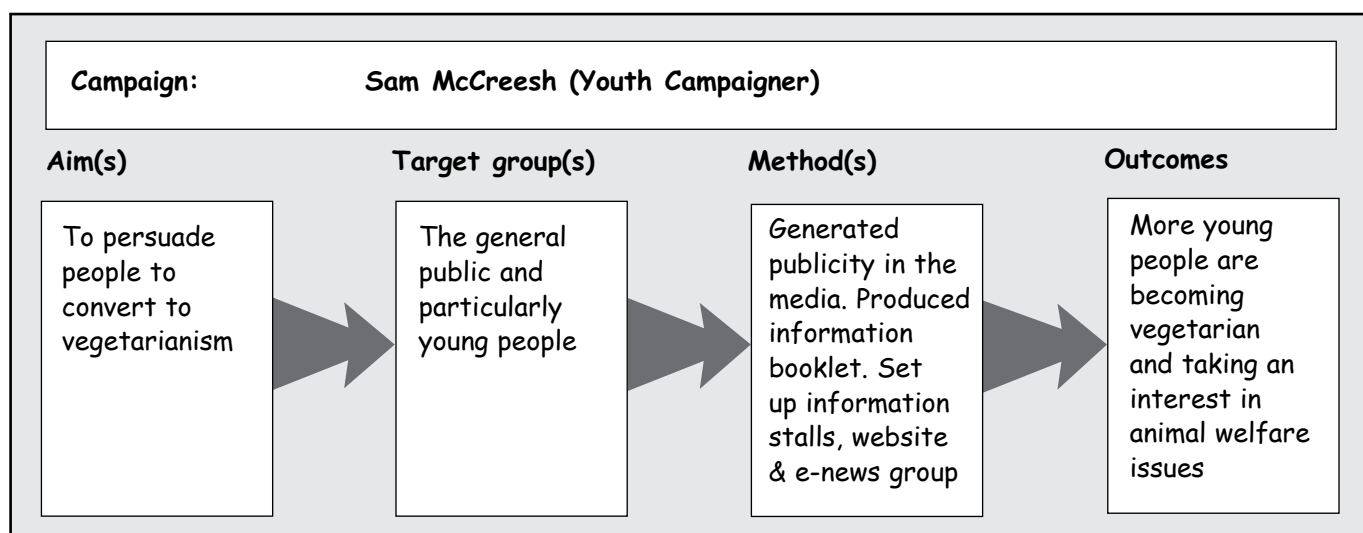 Campaign: Sam McCreesh (Youth Campaigner)
Aim(s)
To persuade
people to
convert to
vegetarianism
Target group(s)
The general
public and
particularly
young people
Method(s)
Generated
publicity in the
media. Produced
information
booklet. Set
up information
stalls, website
& e-news group
Outcomes
More young
people are
becoming
vegetarian
and taking an
interest in
animal welfare
issues